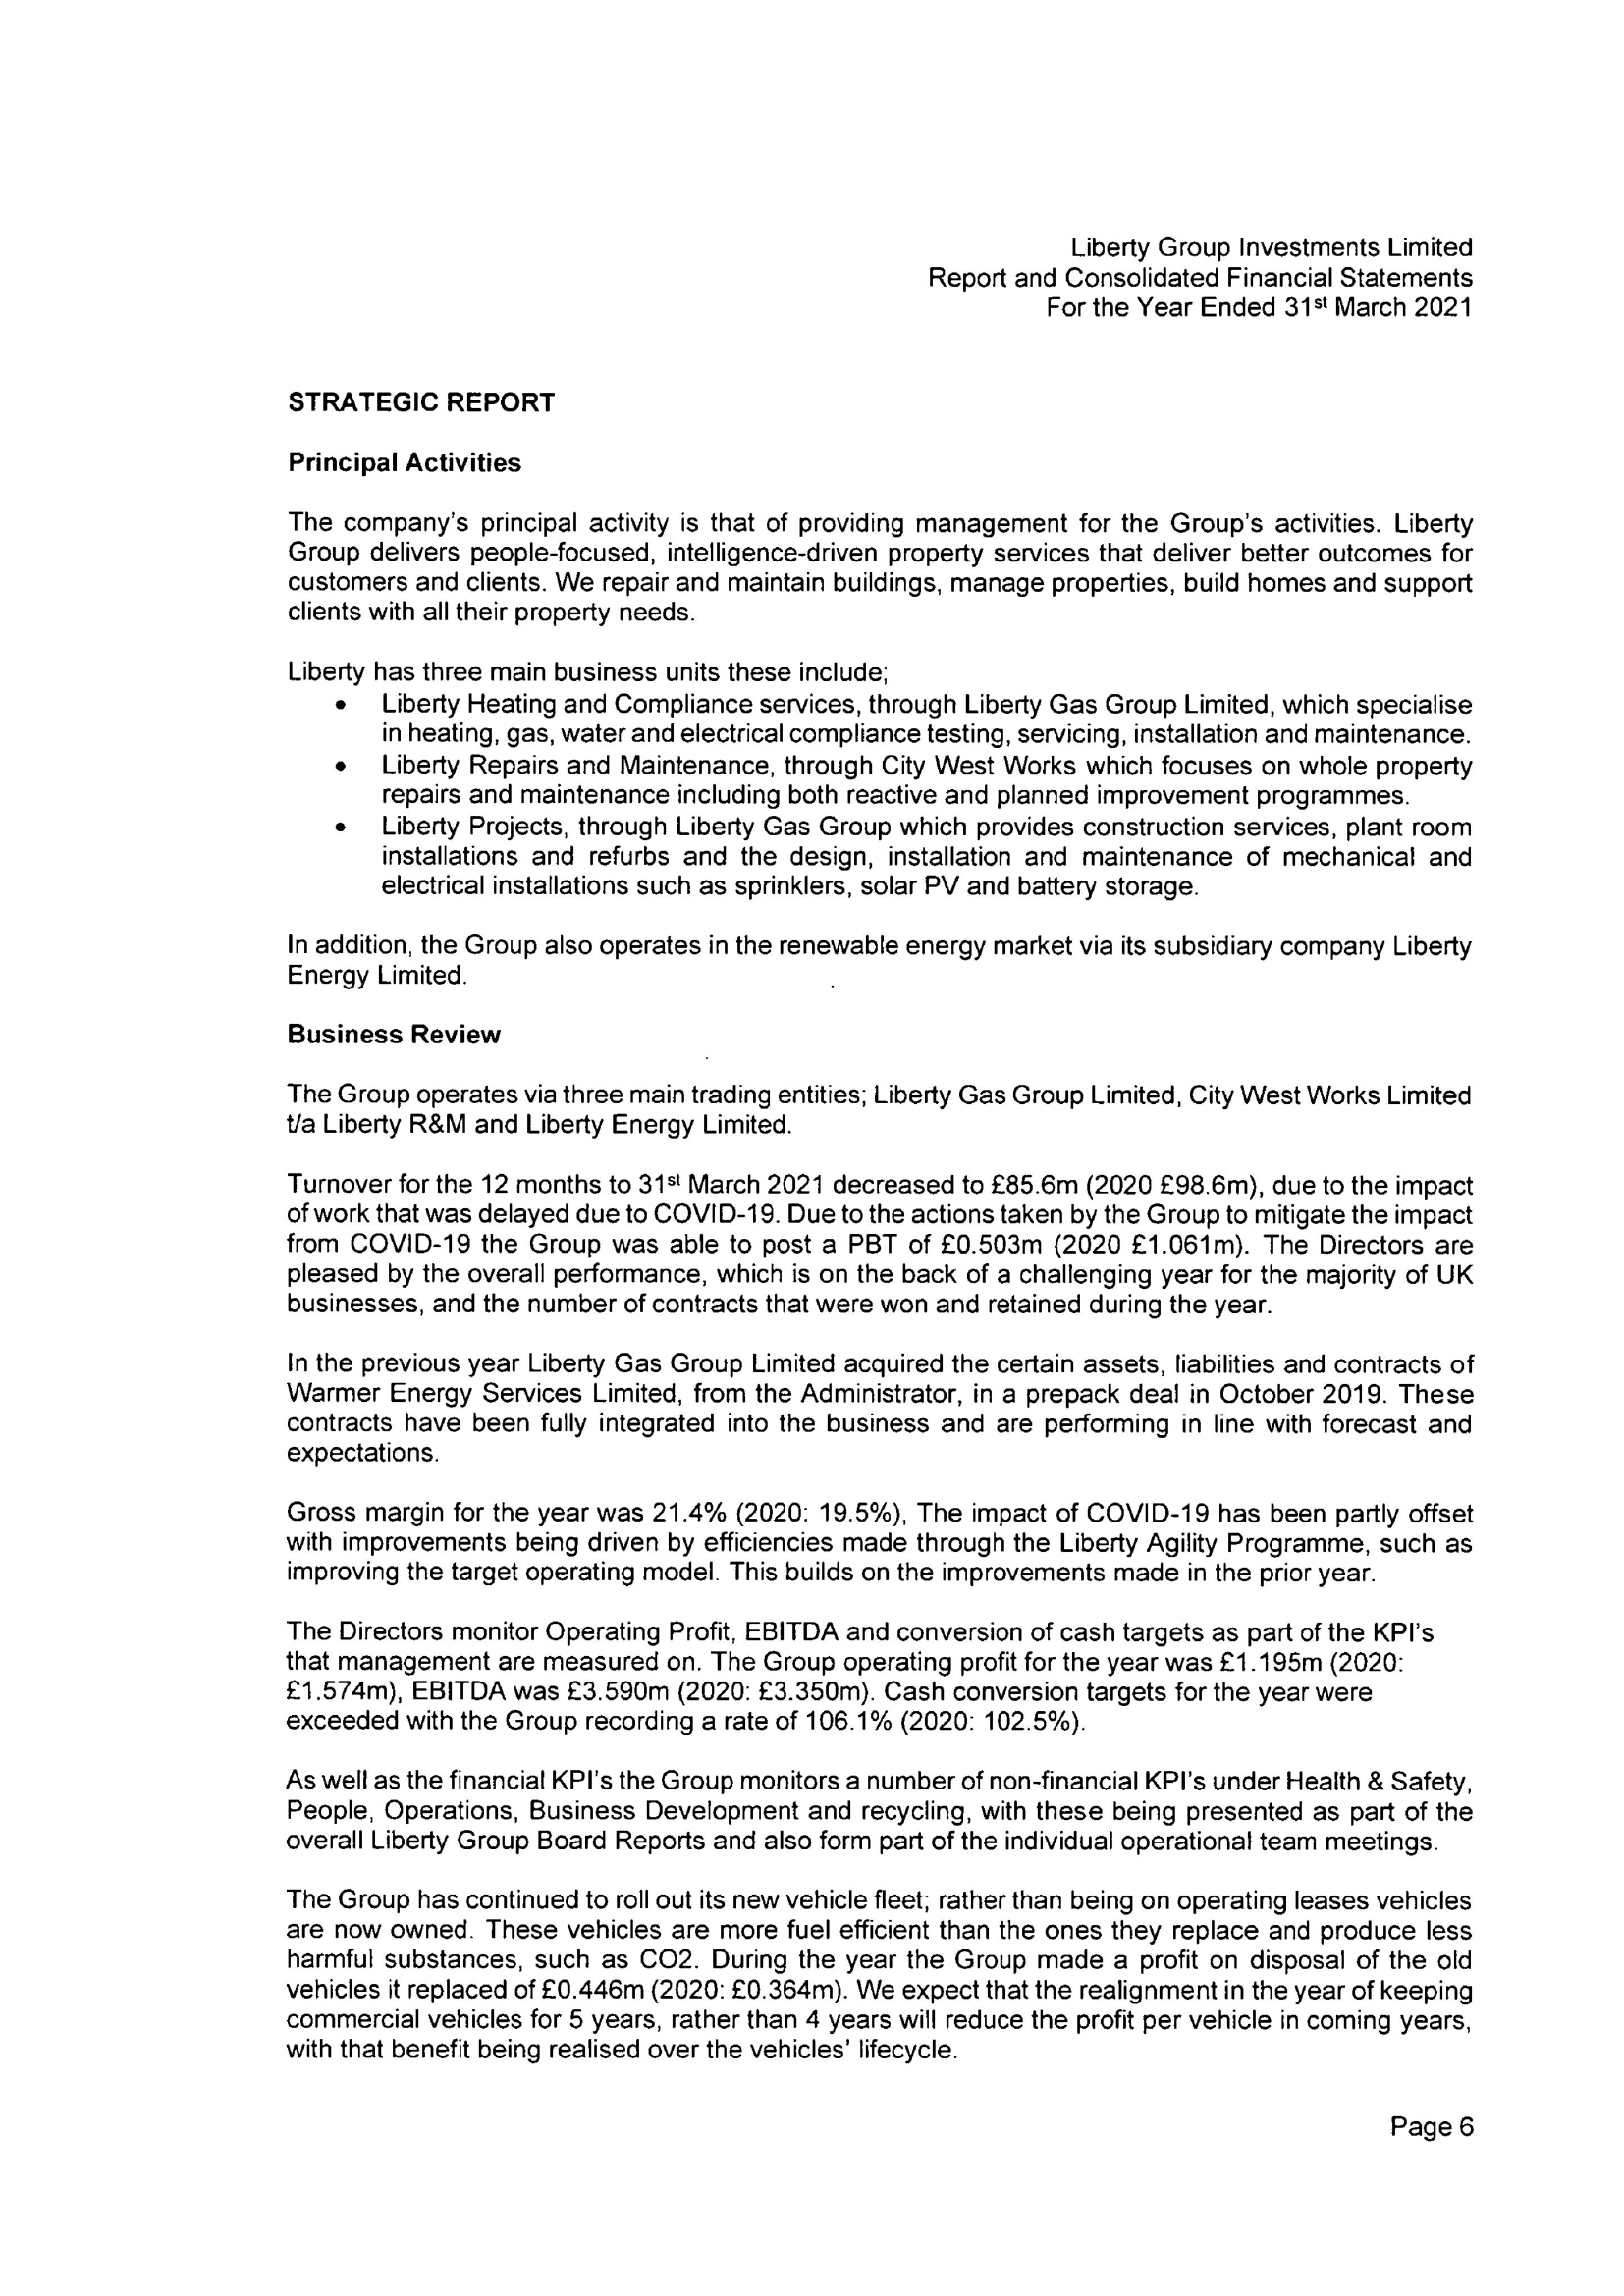 Liberty Group Investments Limited
Report and Consolidated Financial Statements
For the Year Ended 31st March 2021
STRATEGIC REPORT
Principal Activities
The company's principal activity is that of providing management for the Group's activities. Liberty
Group delivers people-focused, intelligence-driven property services that deliver better outcomes for
customers and clients. We repair and maintain buildings, manage properties, build homes and support
clients with all their property needs.
Liberty has three main business units these include;
• Liberty Heating and Compliance services, through Liberty Gas Group Limited, which specialise
in heating, gas, water and electrical compliance testing, servicing, installation and maintenance.
• Liberty Repairs and Maintenance, through City West Works which focuses on whole property
repairs and maintenance including both reactive and planned improvement programmes.
• Liberty Projects, through Liberty Gas Group which provides construction services, plant room
installations and refurbs and the design, installation and maintenance of mechanical and
electrical installations such as sprinklers, solar PV and battery storage.
In addition, the Group also operates in the renewable energy market via its subsidiary company Liberty
Energy Limited.
Business Review
The Group operates via three main trading entities; Liberty Gas Group Limited, City West Works Limited
t/a Liberty R&M and Liberty Energy Limited.
Turnover for the 12 months to 31st March 2021 decreased to £85.6m (2020 £98.6m), due to the impact
of work that was delayed due to COVID-19. Due to the actions taken by the Group to mitigate the impact
from COVID-19 the Group was able to post a PBT of £0.503m (2020 £1.061m). The Directors are
pleased by the overall performance, which is on the back of a challenging year for the majority of UK
businesses, and the number of contracts that were won and retained during the year.
In the previous year Liberty Gas Group Limited acquired the certain assets, liabilities and contracts of
Warmer Energy Services Limited, from the Administrator, in a prepack deal in October 2019. These
contracts have been fully integrated into the business and are performing in line with forecast and
expectations.
Gross margin for the year was 21.4% (2020: 19.5%), The impact of COVID-19 has been partly offset
with improvements being driven by efficiencies made through the Liberty Agility Programme, such as
improving the target operating model. This builds on the improvements made in the prior year.
The Directors monitor Operating Profit, EBITDA and conversion of cash targets as part of the KPI's
that management are measured on. The Group operating profit for the year was £1.195m (2020:
£1.574m), EBITDA was £3.590m (2020: £3.350m). Cash conversion targets for the year were
exceeded with the Group recording a rate of 106.1% (2020: 102.5%).
As well as the financial KPI's the Group monitors a number of non-financial KPI's under Health & Safety,
People, Operations, Business Development and recycling, with these being presented as part of the
overall Liberty Group Board Reports and also form part of the individual operational team meetings.
The Group has continued to roll out its new vehicle fleet; rather than being on operating leases vehicles
are now owned. These vehicles are more fuel efficient than the ones they replace and produce less
harmful substances, such as CO2. During the year the Group made a profit on disposal of the old
vehicles it replaced of £0.446m (2020: £0.364m). We expect that the realignment in the year of keeping
commercial vehicles for 5 years, rather than 4 years will reduce the profit per vehicle in coming years,
with that benefit being realised over the vehicles' lifecycle.
Page 6